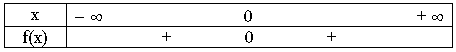 x – ∞ 0 + ∞
f(x) + 0 +